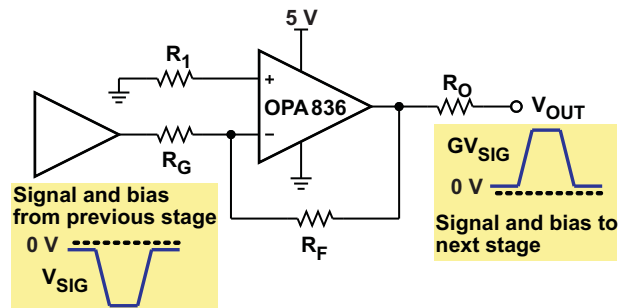 5 V
R1
+
OPA836
−
RO
VOUT
RG
GVSIG
0 V
Signal and bias to
next stage
Signal and bias
from previous stage
0 V
VSIG
RF